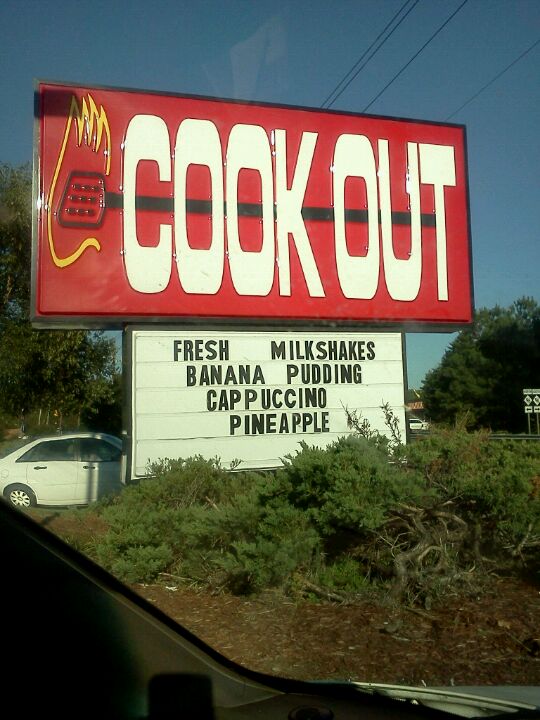 COOK OUT
FRESH MILKSHAKES
BANANA PUDDING
CAPPUCCINO
PINEAPPLE